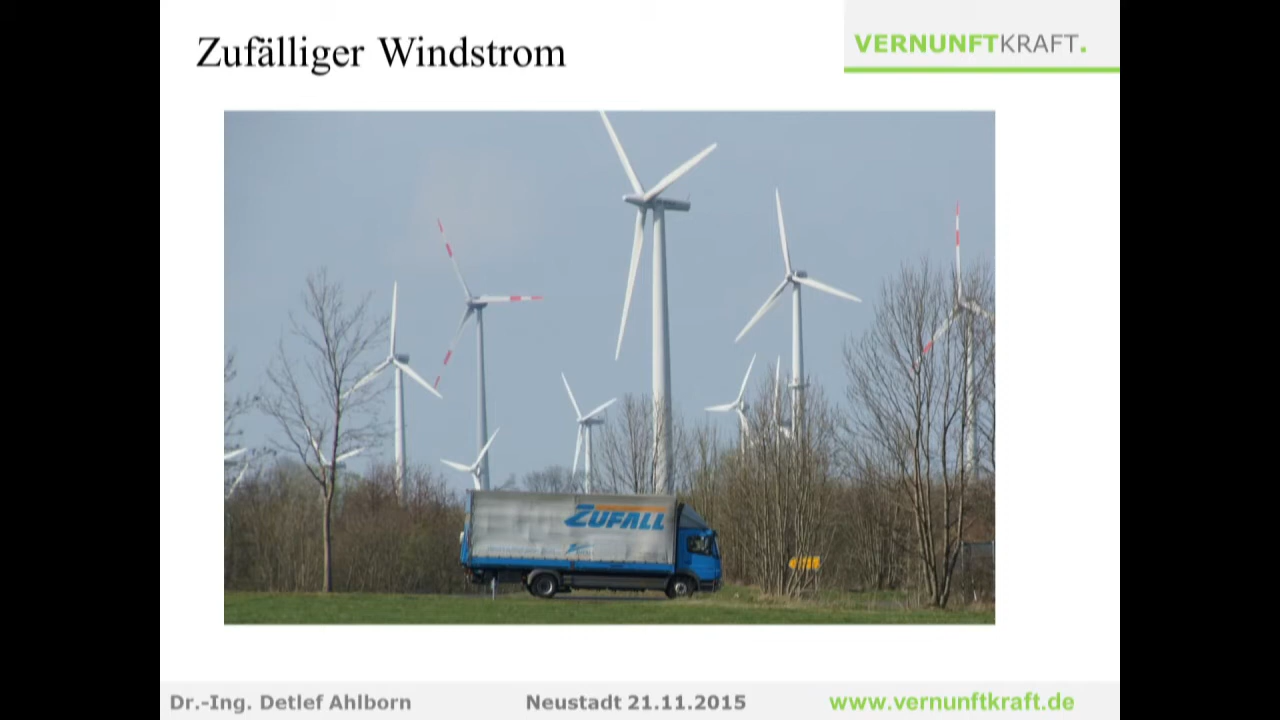 Zufälliger Windstrom
VERNUNFTKRAFT.
ZUFALL
Dr.-Ing. Detlef Ahlborn
Neustadt 21.11.2015
www.vernunftkraft.de